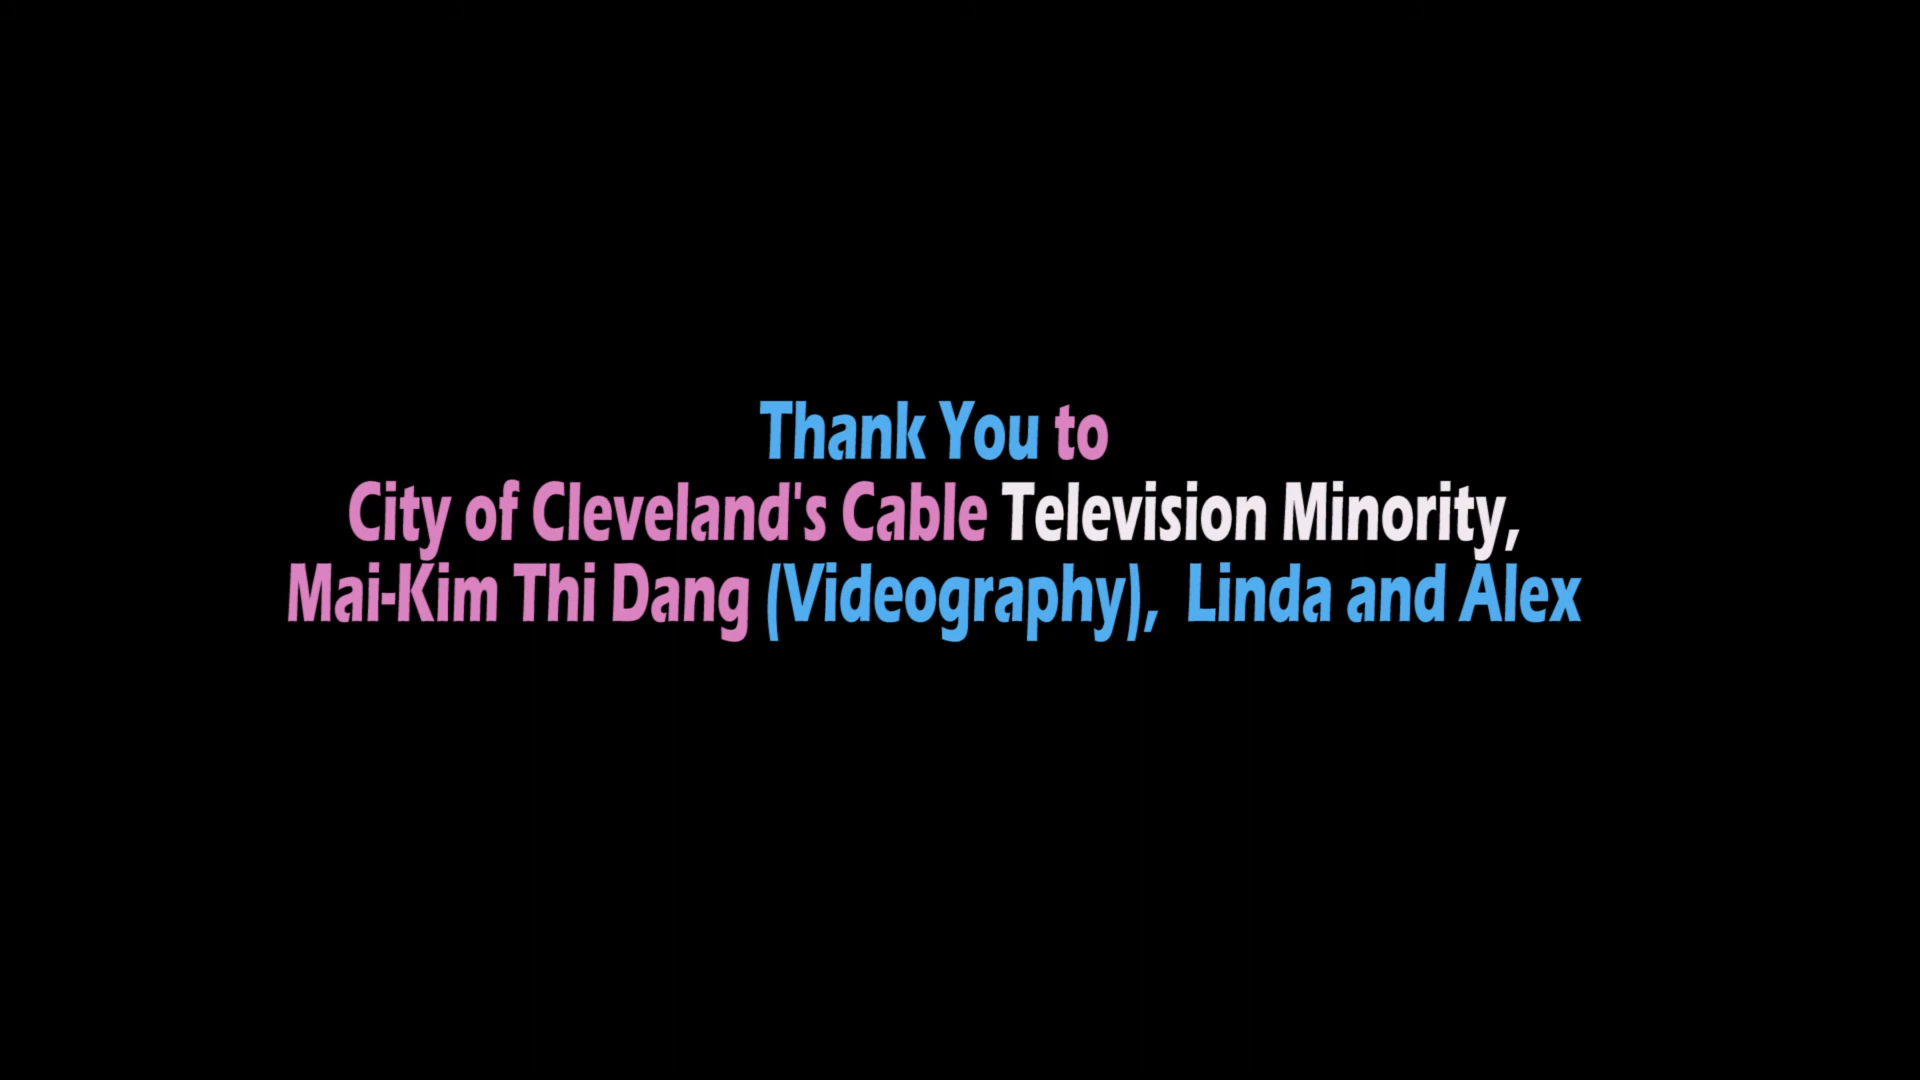 Thank You to
City of Cleveland's Cable Television Minority,
Mai-Kim Thi Dang (Videography),  Linda and Alex